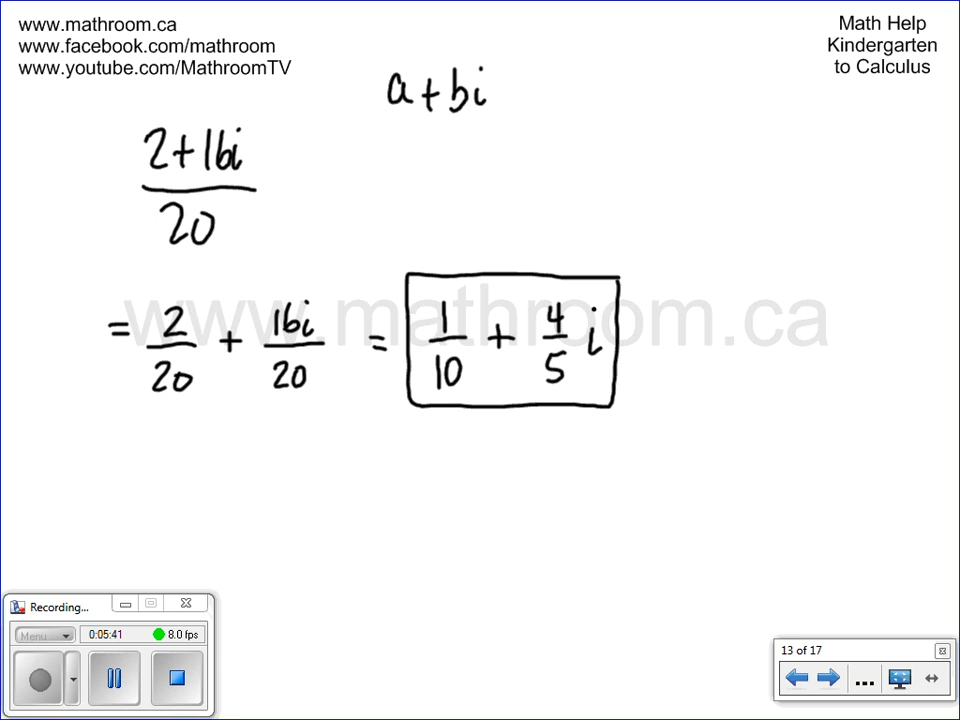 www.mathroom.ca
www.facebook.com/mathroom
www.youtube.com/MathroomTV
Math Help
Kindergarten
to Calculus
a+bi
2+16i
20
= 2/20 + 16i/20 = 1/10 + 4/5 i
www.mathroom.ca
Recording...
Menu
0:05:41
8.0 fps
13 of 17
...